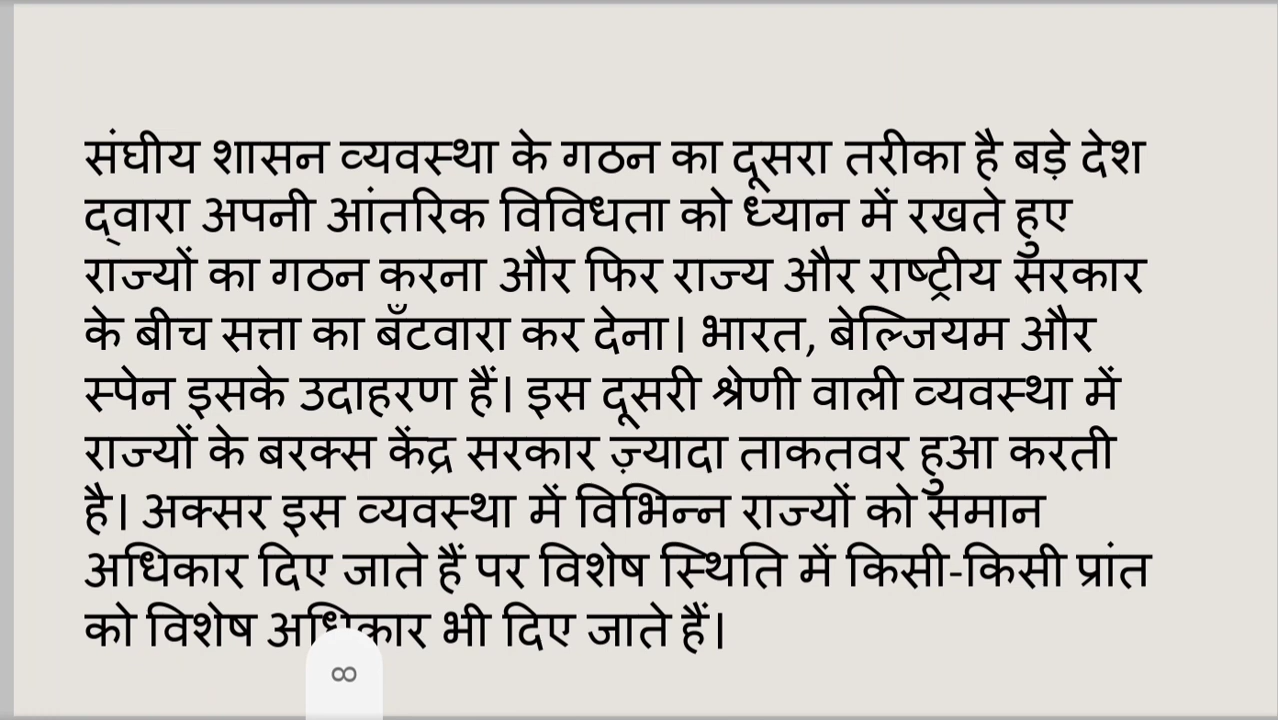 संघीय शासन व्यवस्था के गठन का दूसरा तरीका है बड़े देश
द्वारा अपनी आंतरिक विविधता को ध्यान में रखते हुए
राज्यों का गठन करना और फिर राज्य और राष्ट्रीय सरकार
के बीच सत्ता का बँटवारा कर देना। भारत, बेल्जियम और
स्पेन इसके उदाहरण हैं। इस दूसरी श्रेणी वाली व्यवस्था में
राज्यों के बरक्स केंद्र सरकार ज़्यादा ताकतवर हुआ करती
है। अक्सर इस व्यवस्था में विभिन्न राज्यों को समान
अधिकार दिए जाते हैं पर विशेष स्थिति में किसी-किसी प्रांत
को विशेष अधिकार भी दिए जाते हैं।
8